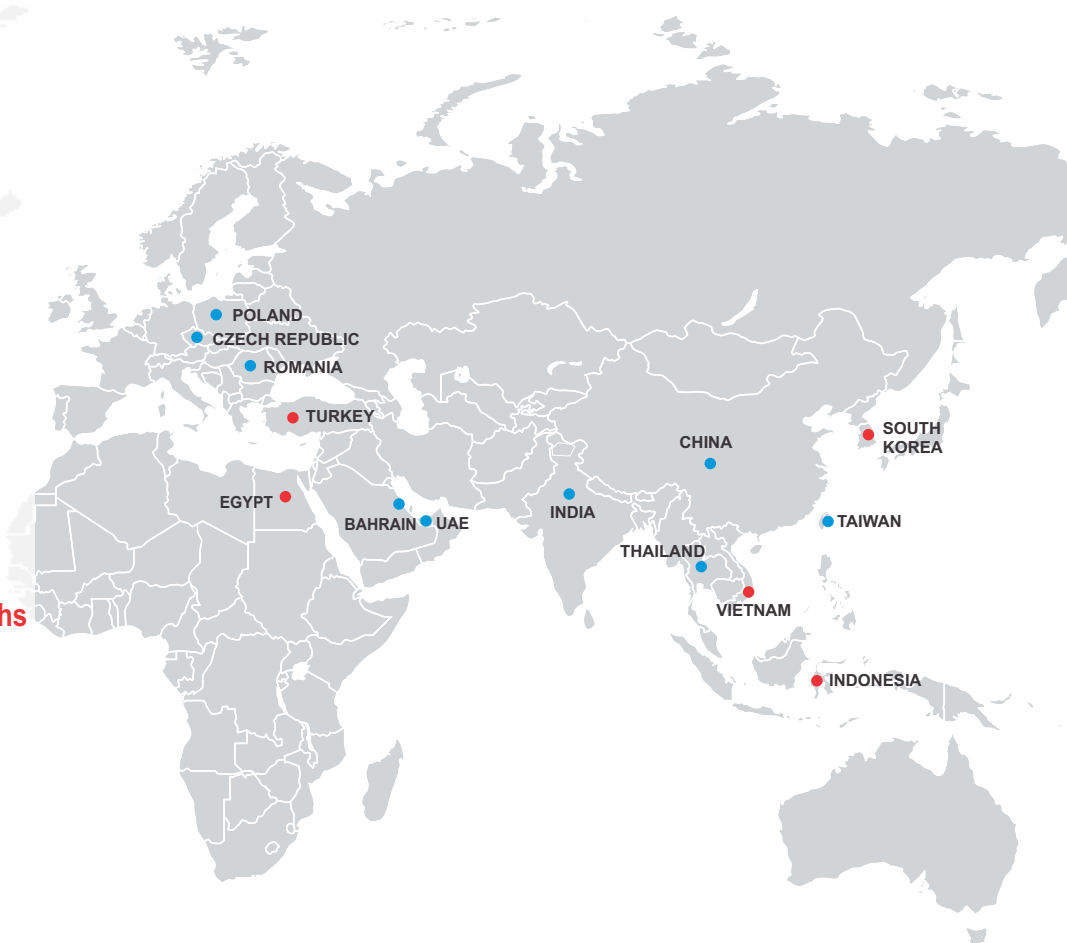 POLAND
CZECH REPUBLIC
ROMANIA
TURKEY
SOUTH
KOREA
CHINA
EGYPT
INDIA
BAHRAIN
UAE
TAIWAN
THAILAND
VIETNAM
hs
INDONESIA